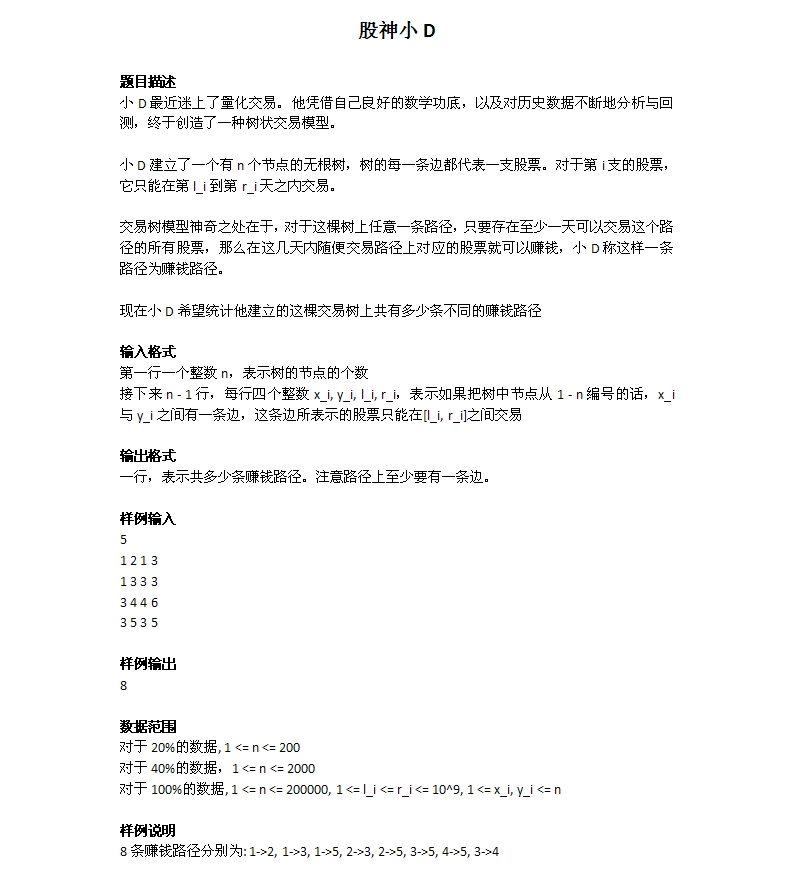 股神小 D
题目描述
小 D 最近迷上了量化交易。他凭借自己良好的数学功底，以及对历史数据不断地分析与回
测，终于创造了一种树状交易模型。
小 D 建立了一个有 n 个节点的无根树，树的每一条边都代表一支股票。对于第 i 支的股票，
它只能在第 l_i 到第 r_i 天之内交易。
交易树模型神奇之处在于，对于这棵树上任意一条路径，只要存在至少一天可以交易这个路
径的所有股票，那么在这几天内随便交易路径上对应的股票就可以赚钱，小 D 称这样一条
路径为赚钱路径。
现在小 D 希望统计他建立的这棵交易树上共有多少条不同的赚钱路径
输入格式
第一行一个整数 n，表示树的节点的个数
接下来 n - 1 行，每行四个整数 x_i, y_i, l_i, r_i，表示如果把树中节点从 1 - n 编号的话，x_i
与 y_i 之间有一条边，这条边所表示的股票只能在[l_i, r_i]之间交易
输出格式
一行，表示共多少条赚钱路径。注意路径上至少要有一条边。
样例输入
5
1 2 1 3
1 3 3 3
3 4 4 6
3 5 3 5
样例输出
8
数据范围
对于 20%的数据, 1 <= n <= 200
对于 40%的数据，1 <= n <= 2000
对于 100%的数据, 1 <= n <= 200000, 1 <= l_i <= r_i <= 10^9, 1 <= x_i, y_i <= n
样例说明
8 条赚钱路径分别为: 1->2, 1->3, 1->5, 2->3, 2->5, 3->5, 4->5, 3->4